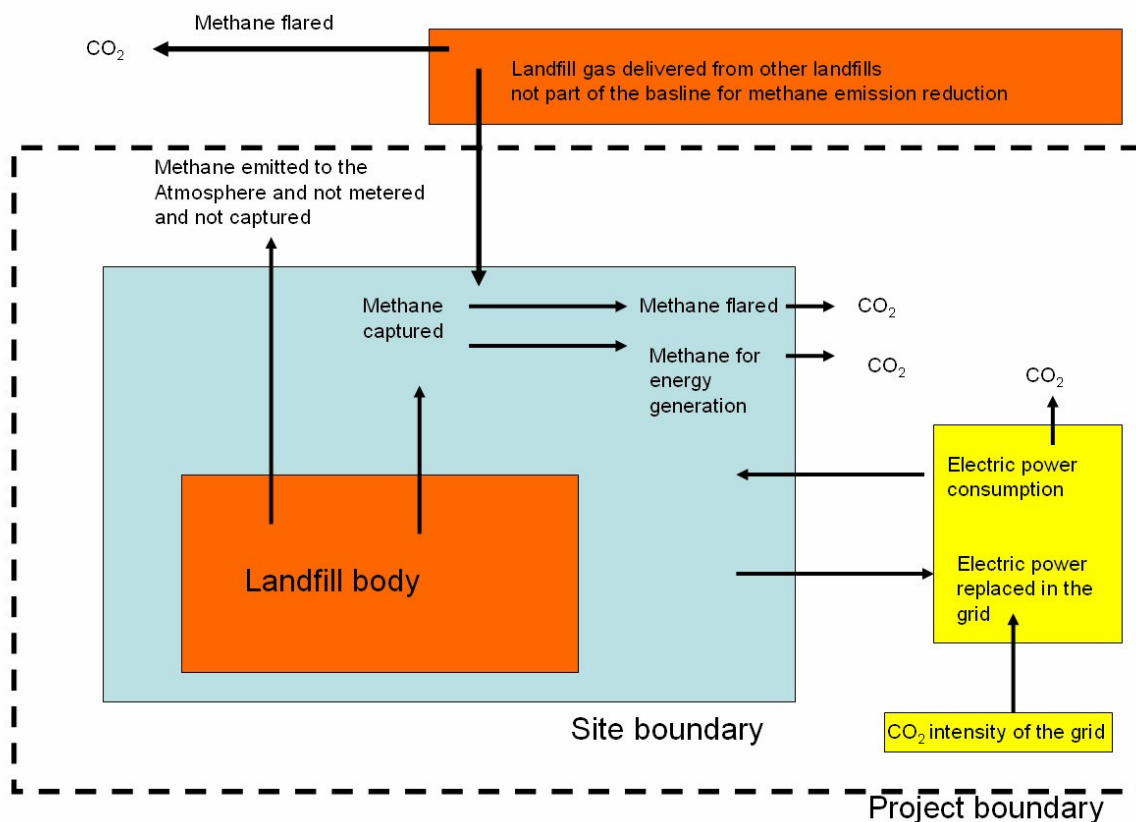 Methane flared
CO₂
Landfill gas delivered from other landfills
not part of the basline for methane emission reduction
Methane emitted to the
Atmosphere and not metered
and not captured
Methane
captured
Methane flared
CO₂
Methane for
energy
generation
CO₂
CO₂
Electric power
consumption
Landfill body
Electric power
replaced in the
grid
Site boundary
CO₂ intensity of the grid
Project boundary